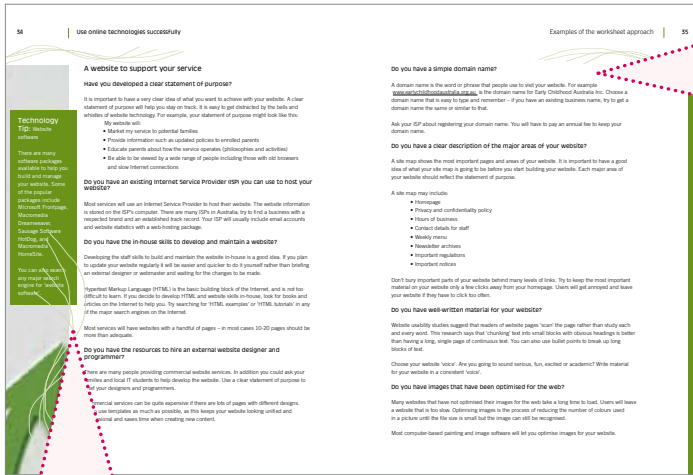 34
Use online technologies successfully
Technology
Tip: Website
software
There are many
software packages
available to help you
build and manage
your website. Some
of the popular
packages include
Microsoft Frontpage,
Macromedia
Dreamweaver,
Sausage Software
HotDog, and
Macromedia
HomeSite.
You can also search
any major search
engine for 'website
software'
A website to support your service
Have you developed a clear statement of purpose?
It is important to have a very clear idea of what you want to achieve with your website. A clear
statement of purpose will help you stay on track. It is easy to get distracted by the bells and
whistles of website technology. For example, your statement of purpose might look like this:
My website will:
• Market my service to potential families
• Provide information such as updated policies to enrolled parents
• Educate parents about how the service operates (philosophies and activities)
• Be able to be viewed by a wide range of people including those with old browsers
and slow Internet connections
Do you have an existing Internet Service Provider (ISP) you can use to host your
website?
Most services will use an Internet Service Provider to host their website. The website information
is stored on the ISP's computer. There are many ISPs in Australia, try to find a business with a
respected brand and an established track record. Your ISP will usually include email accounts
and website statistics with a web-hosting package.
Do you have the in-house skills to develop and maintain a website?
Developing the staff skills to build and maintain the website in-house is a good idea. If you plan
to update your website regularly it will be easier and quicker to do it yourself rather than briefing
an external designer or webmaster and waiting for the changes to be made.
Hypertext Markup Language (HTML) is the basic building block of the Internet, and is not too
difficult to learn. If you decide to develop HTML and website skills in-house, look for books and
articles on the Internet to help you. Try searching for 'HTML examples' or 'HTML tutorials' in any
of the major search engines on the Internet.
Most services will have websites with a handful of pages – in most cases 10-20 pages should be
more than adequate.
Do you have the resources to hire an external website designer and
programmer?
There are many people providing commercial website services. In addition you could ask your
families and local IT students to help develop the website. Use a clear statement of purpose to
ef your designers and programmers.
mercial services can be quite expensive if there are lots of pages with different designs.
use templates as much as possible, as this keeps your website looking unified and
sional and saves time when creating new content.
Examples of the worksheet approach
35
Do you have a simple domain name?
A domain name is the word or phrase that people use to visit your website. For example
www.earlychildhoodaustralia.org.au is the domain name for Early Childhood Australia Inc. Choose a
domain name that is easy to type and remember – if you have an existing business name, try to get a
domain name the same or similar to that.
Ask your ISP about registering your domain name. You will have to pay an annual fee to keep your
domain name.
Do you have a clear description of the major areas of your website?
A site map shows the most important pages and areas of your website. It is important to have a good
idea of what your site map is going to be before you start building your website. Each major area of
your website should reflect the statement of purpose.
A site map may include:
• Homepage
• Privacy and confidentiality policy
• Hours of business
• Contact details for staff
• Weekly menu
• Newsletter archives
• Important regulations
• Important notices
Don't bury important parts of your website behind many levels of links. Try to keep the most important
material on your website only a few clicks away from your homepage. Users will get annoyed and leave
your website if they have to click too often.
Do you have well-written material for your website?
Website usability studies suggest that readers of website pages 'scan' the page rather than study each
and every word. This research says that 'chunking' text into small blocks with obvious headings is better
than having a long, single page of continuous text. You can also use bullet points to break up long
blocks of text.
Choose your website 'voice'. Are you going to sound serious, fun, excited or academic? Write material
for your website in a consistent 'voice'.
Do you have images that have been optimised for the web?
Many websites that have not optimised their images for the web take a long time to load. Users will leave
a website that is too slow. Optimising images is the process of reducing the number of colours used
in a picture until the file size is small but the image can still be recognised.
Most computer-based painting and image software will let you optimise images for your website.